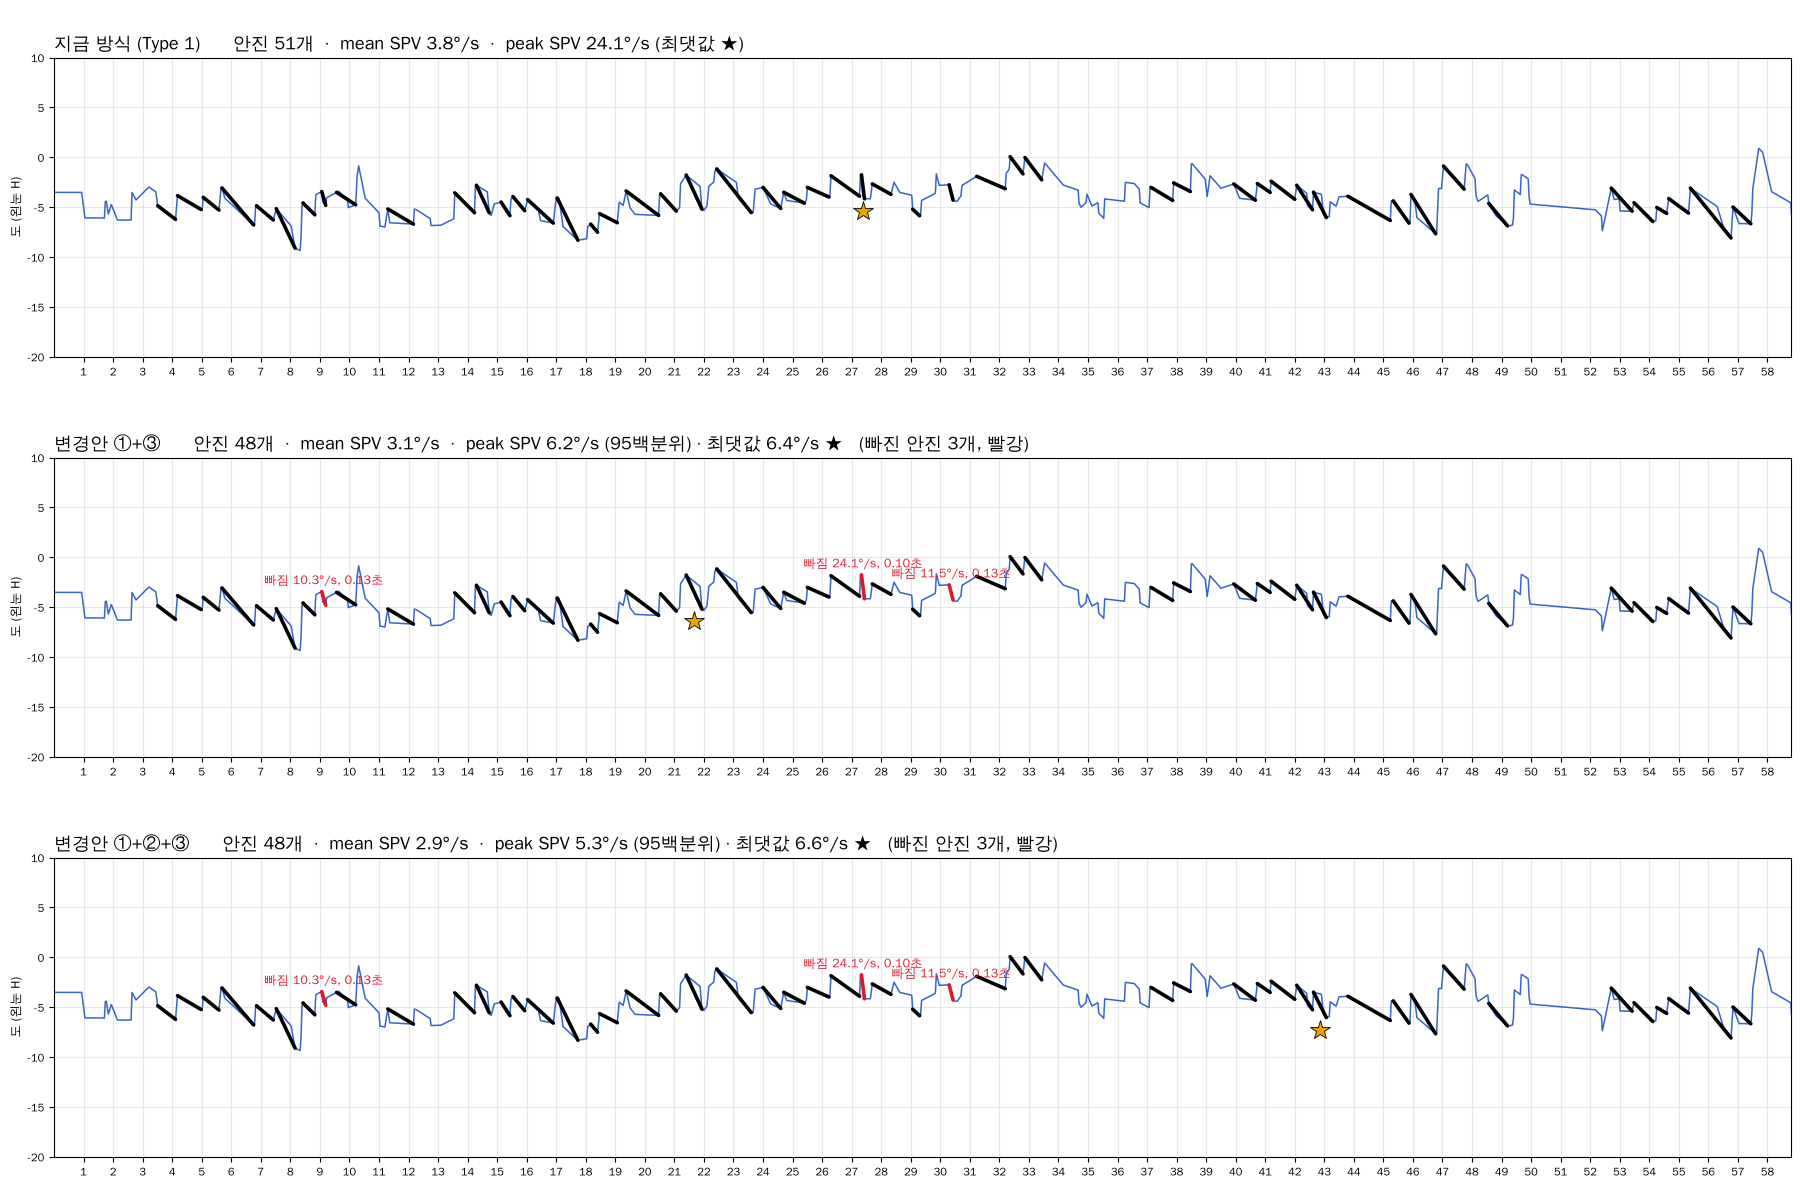 지금 방식 (Type 1) 안진 51개 · mean SPV 3.8°/s · peak SPV 24.1°/s (최댓값 ★)
10
5
0
-5
-10
-15
-20
도 (왼눈 H)
1 2 3 4 5 6 7 8 9 10 11 12 13 14 15 16 17 18 19 20 21 22 23 24 25 26 27 28 29 30 31 32 33 34 35 36 37 38 39 40 41 42 43 44 45 46 47 48 49 50 51 52 53 54 55 56 57 58
변경안 ①+③ 안진 48개 · mean SPV 3.1°/s · peak SPV 6.2°/s (95백분위) · 최댓값 6.4°/s ★ (빠진 안진 3개, 빨강)
10
5
0
-5
-10
-15
-20
도 (왼눈 H)
빠짐 10.3°/s, 0.13초
빠짐 24.1°/s, 0.10초
빠짐 11.5°/s, 0.13초
1 2 3 4 5 6 7 8 9 10 11 12 13 14 15 16 17 18 19 20 21 22 23 24 25 26 27 28 29 30 31 32 33 34 35 36 37 38 39 40 41 42 43 44 45 46 47 48 49 50 51 52 53 54 55 56 57 58
변경안 ①+②+③ 안진 48개 · mean SPV 2.9°/s · peak SPV 5.3°/s (95백분위) · 최댓값 6.6°/s ★ (빠진 안진 3개, 빨강)
10
5
0
-5
-10
-15
-20
도 (왼눈 H)
빠짐 10.3°/s, 0.13초
빠짐 24.1°/s, 0.10초
빠짐 11.5°/s, 0.13초
1 2 3 4 5 6 7 8 9 10 11 12 13 14 15 16 17 18 19 20 21 22 23 24 25 26 27 28 29 30 31 32 33 34 35 36 37 38 39 40 41 42 43 44 45 46 47 48 49 50 51 52 53 54 55 56 57 58